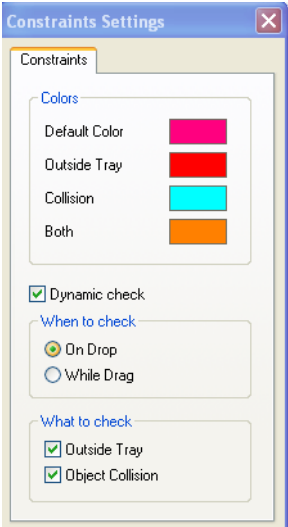 Constraints Settings
Constraints
Colors
Default Color
Outside Tray
Collision
Both
Dynamic check
When to check
On Drop
While Drag
What to check
Outside Tray
Object Collision